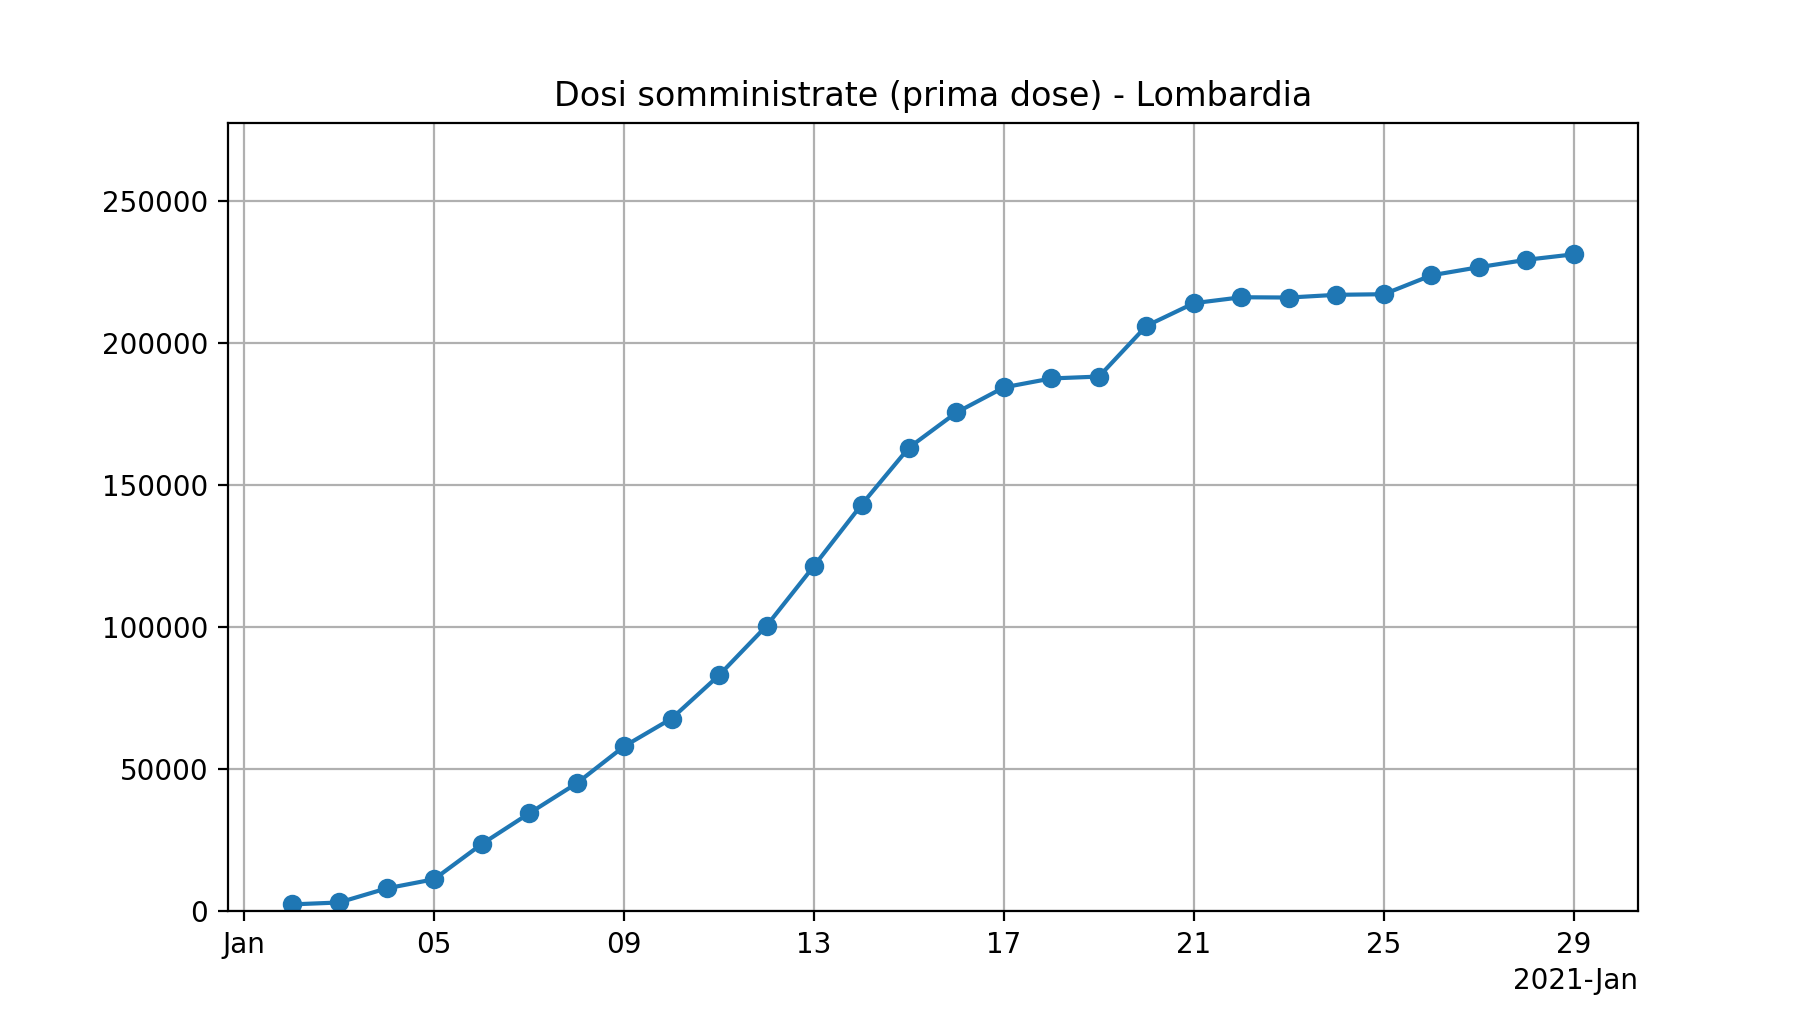 Dosi somministrate (prima dose) - Lombardia
250000
200000
150000
100000
50000
0
Jan 05 09 13 17 21 25 29
2021-Jan